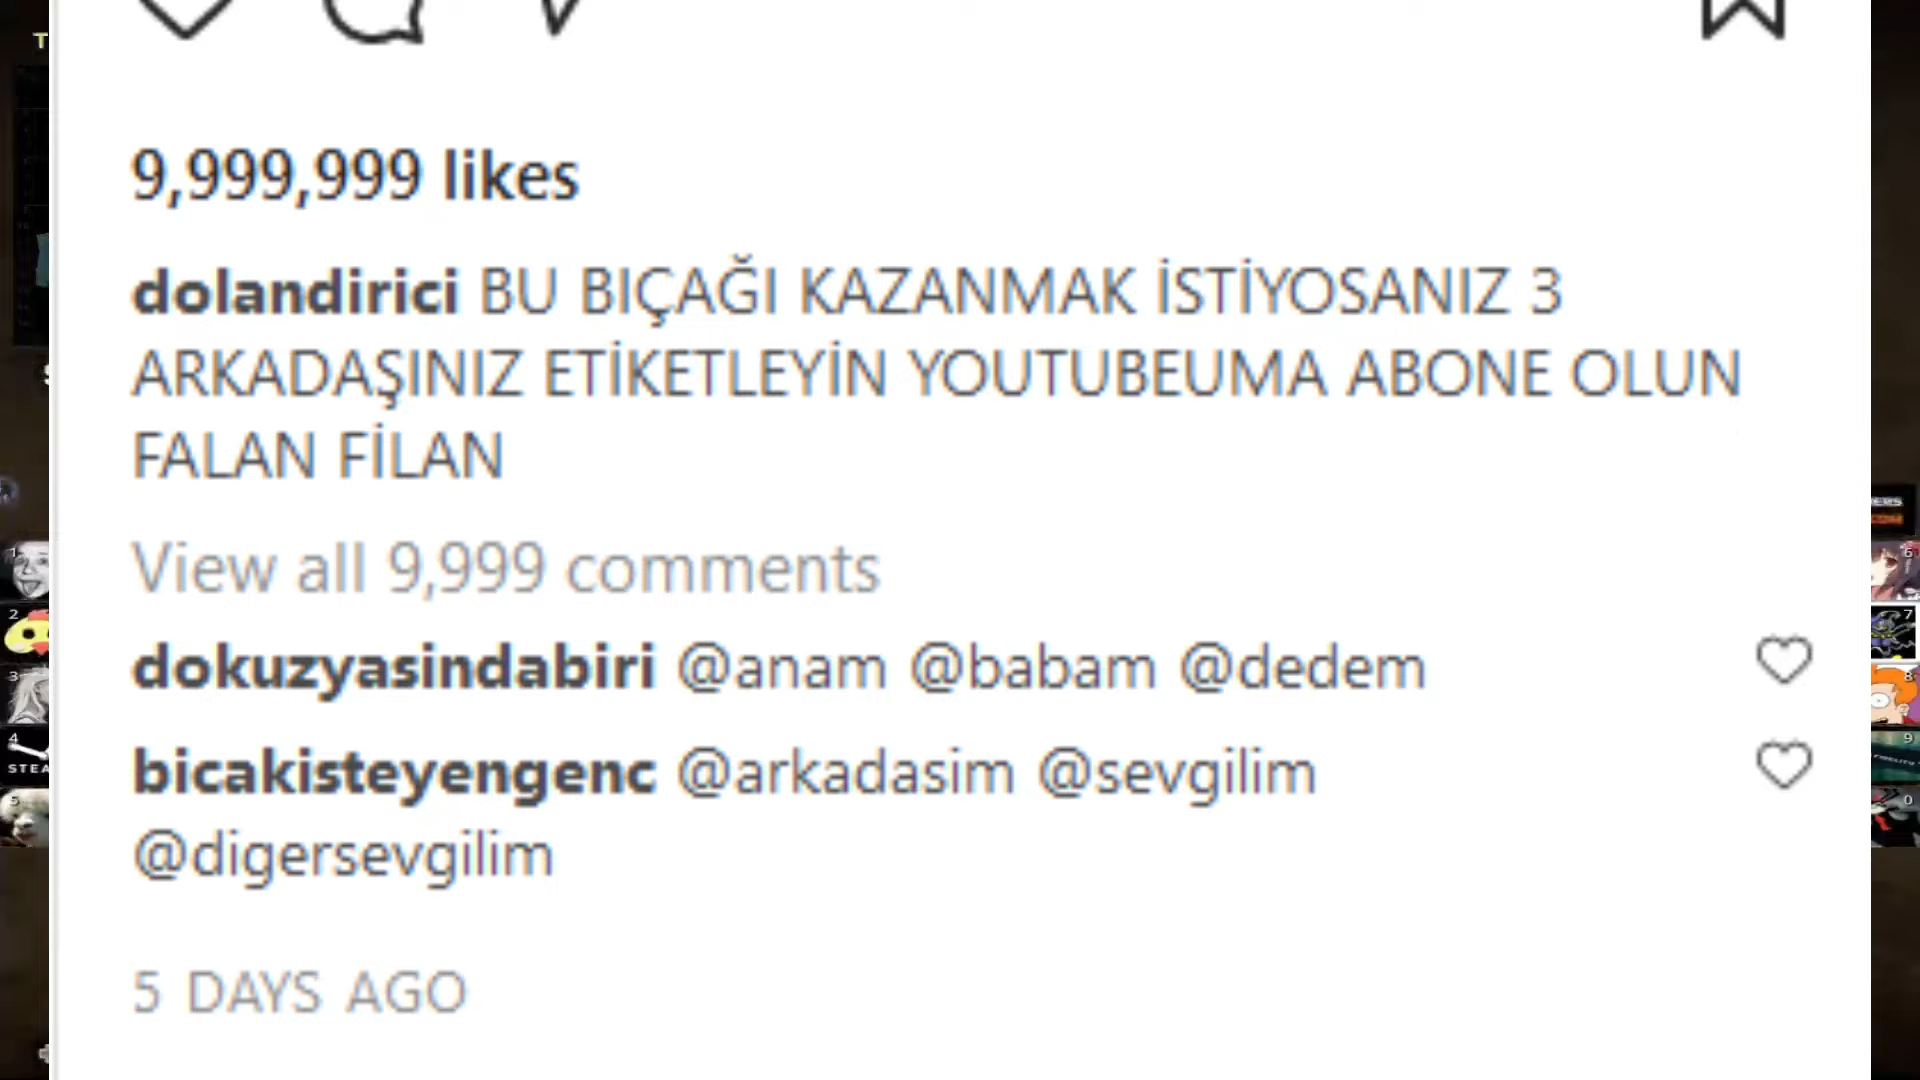 9,999,999 likes
dolandirici BU BIÇAĞI KAZANMAK İSTİYOSANIZ 3
ARKADAŞINIZ ETİKETLEYİN YOUTUBEUMA ABONE OLUN
FALAN FİLAN
View all 9,999 comments
dokuzyasindabiri @anam @babam @dedem
bicakisteyengenc @arkadasim @sevgilim
@digersevgilim
5 DAYS AGO